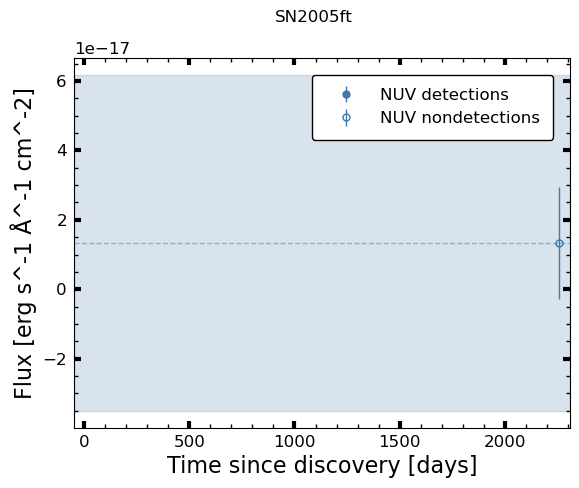 SN2005ft
1e−17
NUV detections
NUV nondetections
6
4
2
0
−2
Flux [erg s^-1 Å^-1 cm^-2]
0 500 1000 1500 2000
Time since discovery [days]